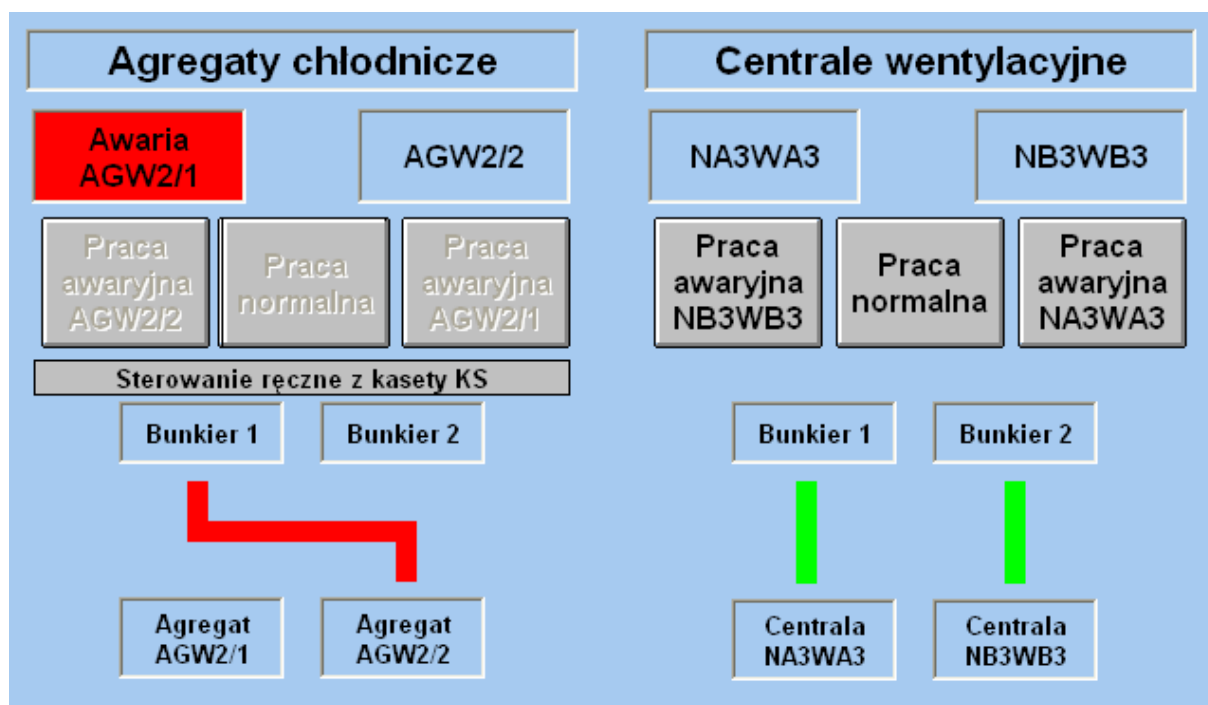 Agregaty chłodnicze
Centrale wentylacyjne
Awaria
AGW2/1
AGW2/2
NA3WA3
NB3WB3
Praca
awaryjna
AGW2/2
Praca
normalna
Praca
awaryjna
AGW2/1
Praca
awaryjna
NB3WB3
Praca
normalna
Praca
awaryjna
NA3WA3
Sterowanie ręczne z kasety KS
Bunkier 1
Bunkier 2
Bunkier 1
Bunkier 2
Agregat
AGW2/1
Agregat
AGW2/2
Centrala
NA3WA3
Centrala
NB3WB3